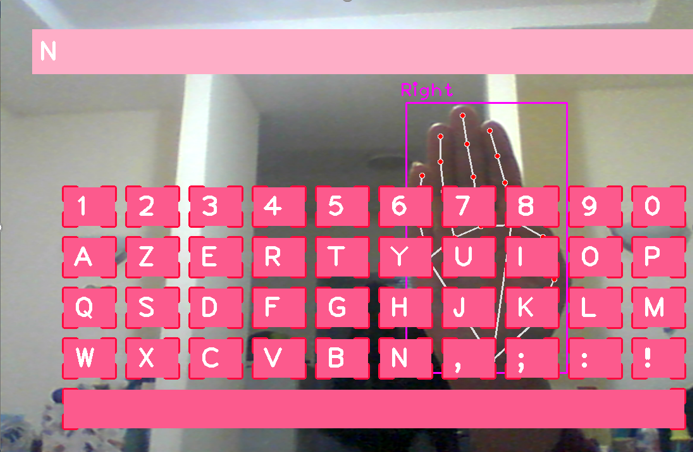 N
Right
1 2 3 4 5 6 7 8 9 0
A Z E R T Y U I O P
Q S D F G H J K L M
W X C V B N , ; : !